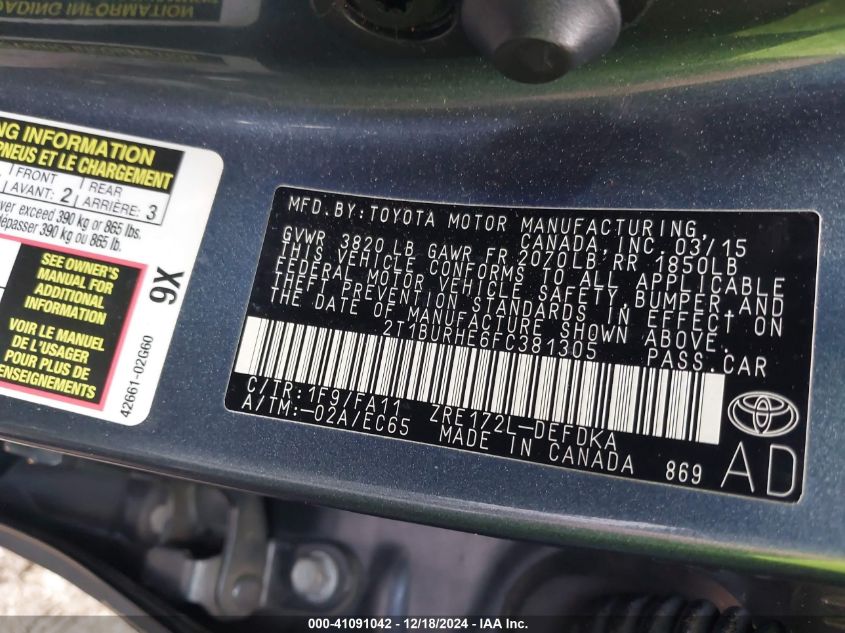 OADING INFORMATION
NG INFORMATION
PNEUS ET LE CHARGEMENT
FRONT
AVANT: 2
REAR
ARRIÈRE: 3
ver exceed 390 kg or 865 lbs.
dépasser 390 kg ou 865 lb.
SEE OWNER'S
MANUAL FOR
ADDITIONAL
INFORMATION
VOIR LE MANUEL
DE L'USAGER
POUR PLUS DE
RENSEIGNEMENTS
9X
42661-02G60
MFD.BY:TOYOTA MOTOR MANUFACTURING,
CANADA, INC. 03/15
GVWR 3820 LB GAWR FR 2070LB,RR 1850LB
THIS VEHICLE CONFORMS TO ALL APPLICABLE
FEDERAL MOTOR VEHICLE SAFETY,BUMPER AND
THEFT PREVENTION STANDARDS IN EFFECT ON
THE DATE OF MANUFACTURE SHOWN ABOVE.
2T1BURHE6FC381305 PASS.CAR
C/TR:1F9/FA11 ZRE172L-DEFDKA
A/TM:-02A/EC65 MADE IN CANADA 869
AD
000-41091042 - 12/18/2024 - IAA Inc.